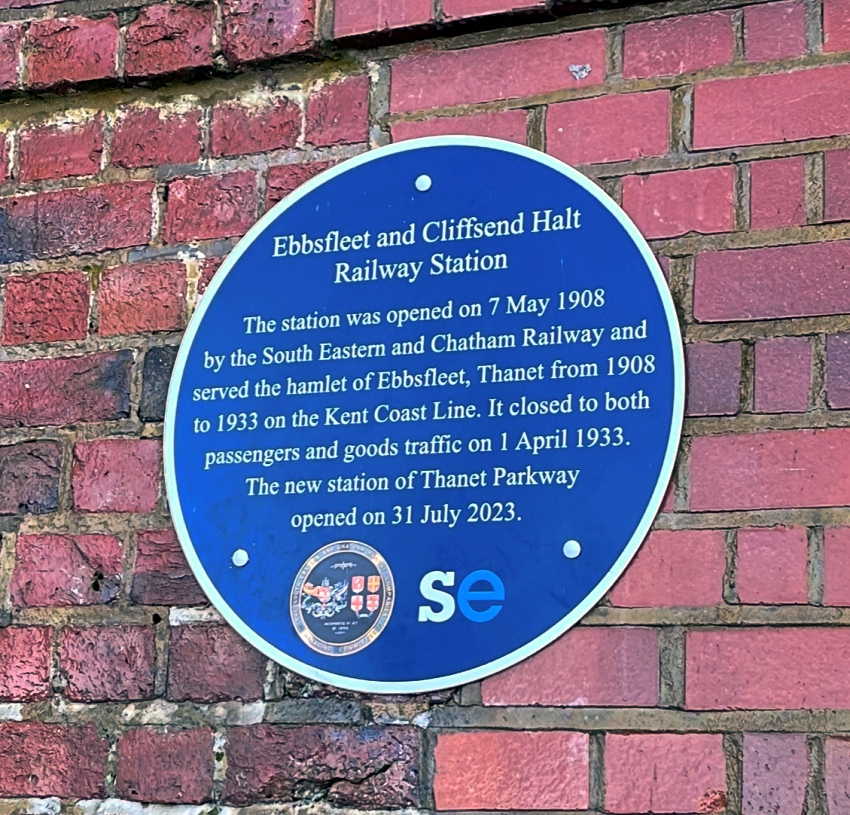 Ebbsfleet and Cliffsend Halt
Railway Station
The station was opened on 7 May 1908
by the South Eastern and Chatham Railway and
served the hamlet of Ebbsfleet, Thanet from 1908
to 1933 on the Kent Coast Line. It closed to both
passengers and goods traffic on 1 April 1933.
The new station of Thanet Parkway
opened on 31 July 2023.
se